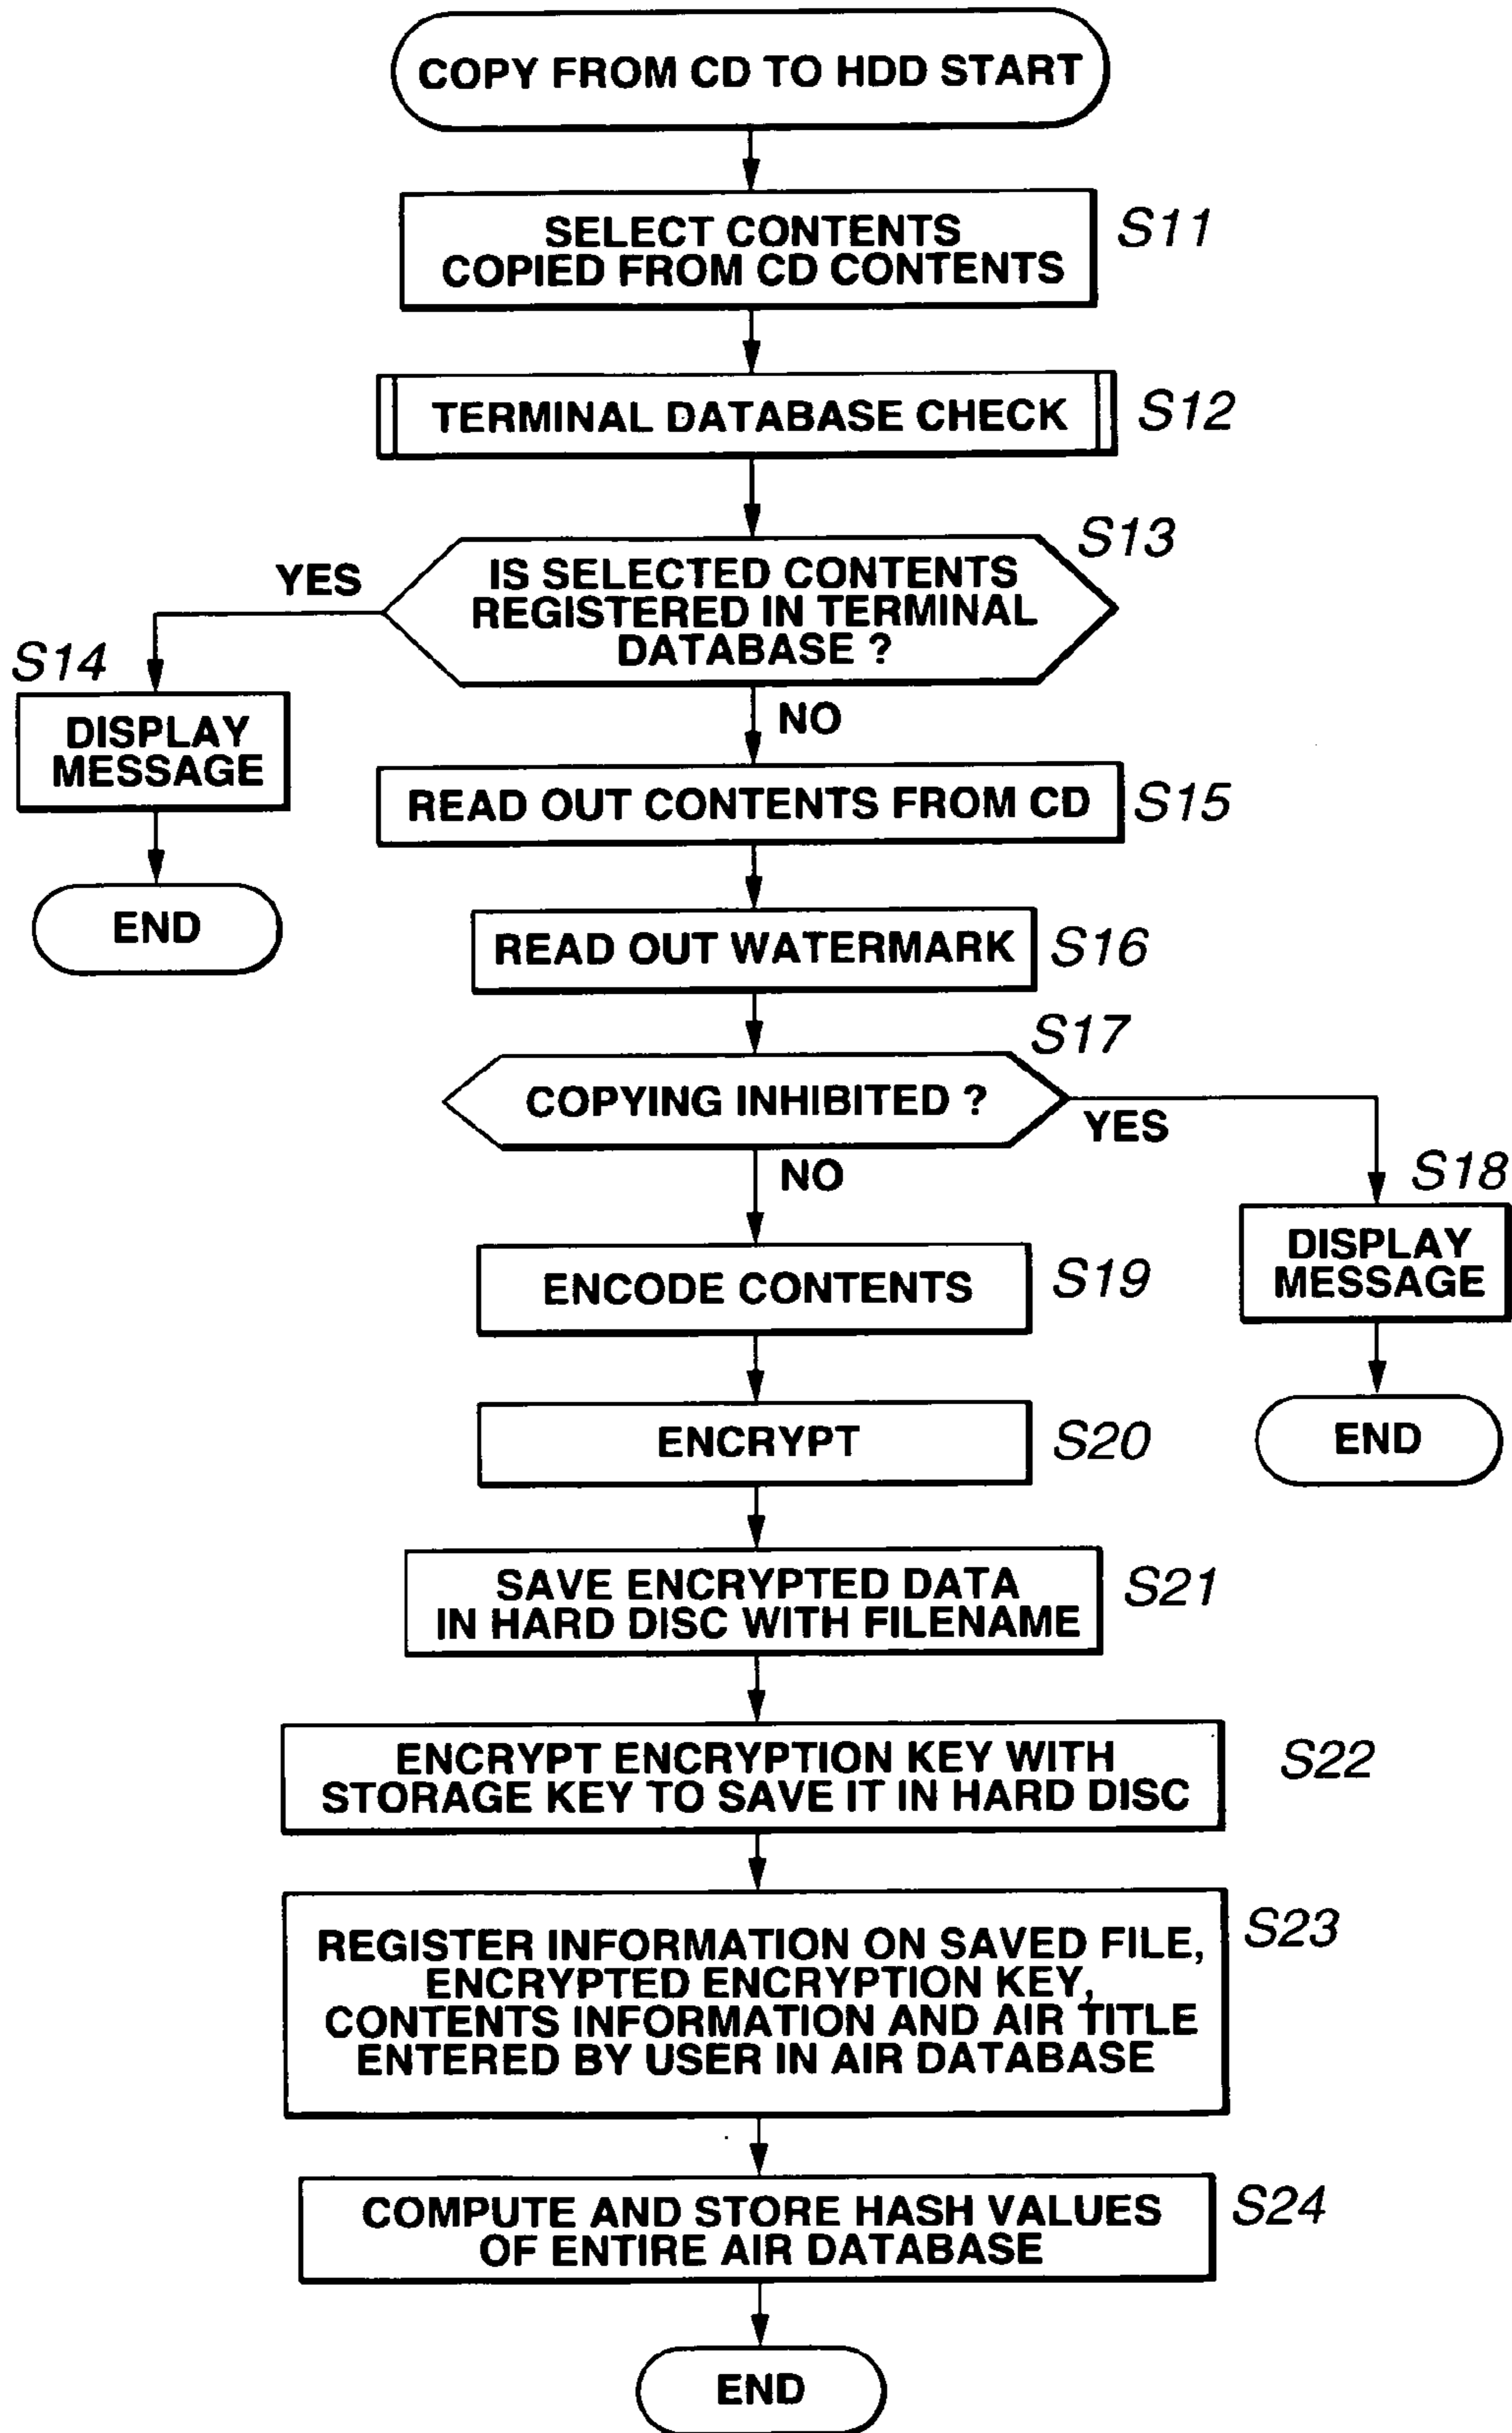 COPY FROM CD TO HDD START
SELECT CONTENTS
COPIED FROM CD CONTENTS
S11
TERMINAL DATABASE CHECK
S12
S13
IS SELECTED CONTENTS
REGISTERED IN TERMINAL
DATABASE ?
YES
NO
S14
DISPLAY
MESSAGE
END
READ OUT CONTENTS FROM CD
S15
READ OUT WATERMARK
S16
S17
COPYING INHIBITED ?
YES
NO
S18
DISPLAY
MESSAGE
END
ENCODE CONTENTS
S19
ENCRYPT
S20
SAVE ENCRYPTED DATA
IN HARD DISC WITH FILENAME
S21
ENCRYPT ENCRYPTION KEY WITH
STORAGE KEY TO SAVE IT IN HARD DISC
S22
REGISTER INFORMATION ON SAVED FILE,
ENCRYPTED ENCRYPTION KEY,
CONTENTS INFORMATION AND AIR TITLE
ENTERED BY USER IN AIR DATABASE
S23
COMPUTE AND STORE HASH VALUES
OF ENTIRE AIR DATABASE
S24
END